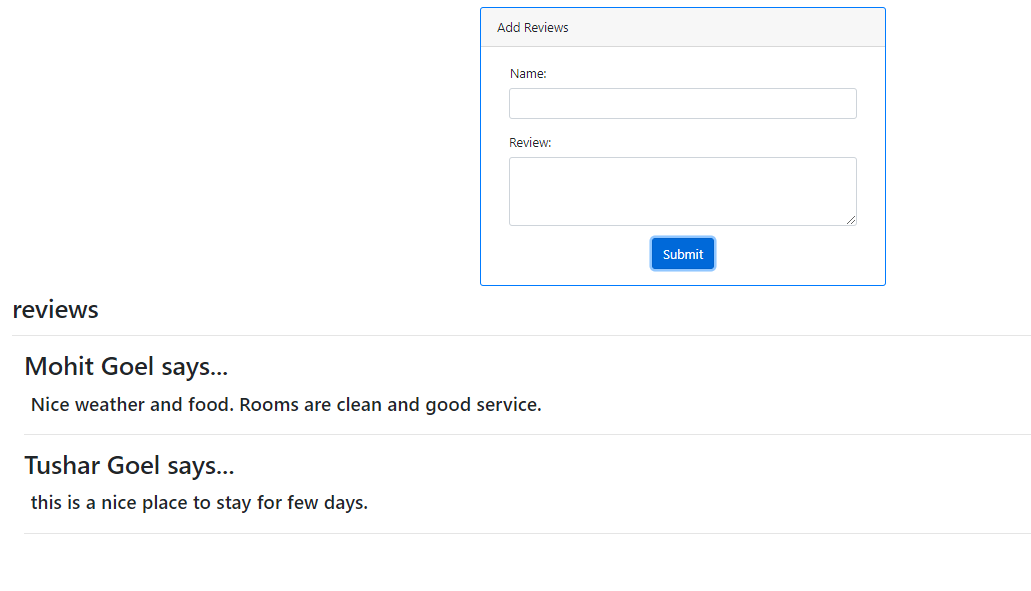 Add Reviews
Name:
Review:
Submit
reviews
Mohit Goel says...
Nice weather and food. Rooms are clean and good service.
Tushar Goel says...
this is a nice place to stay for few days.